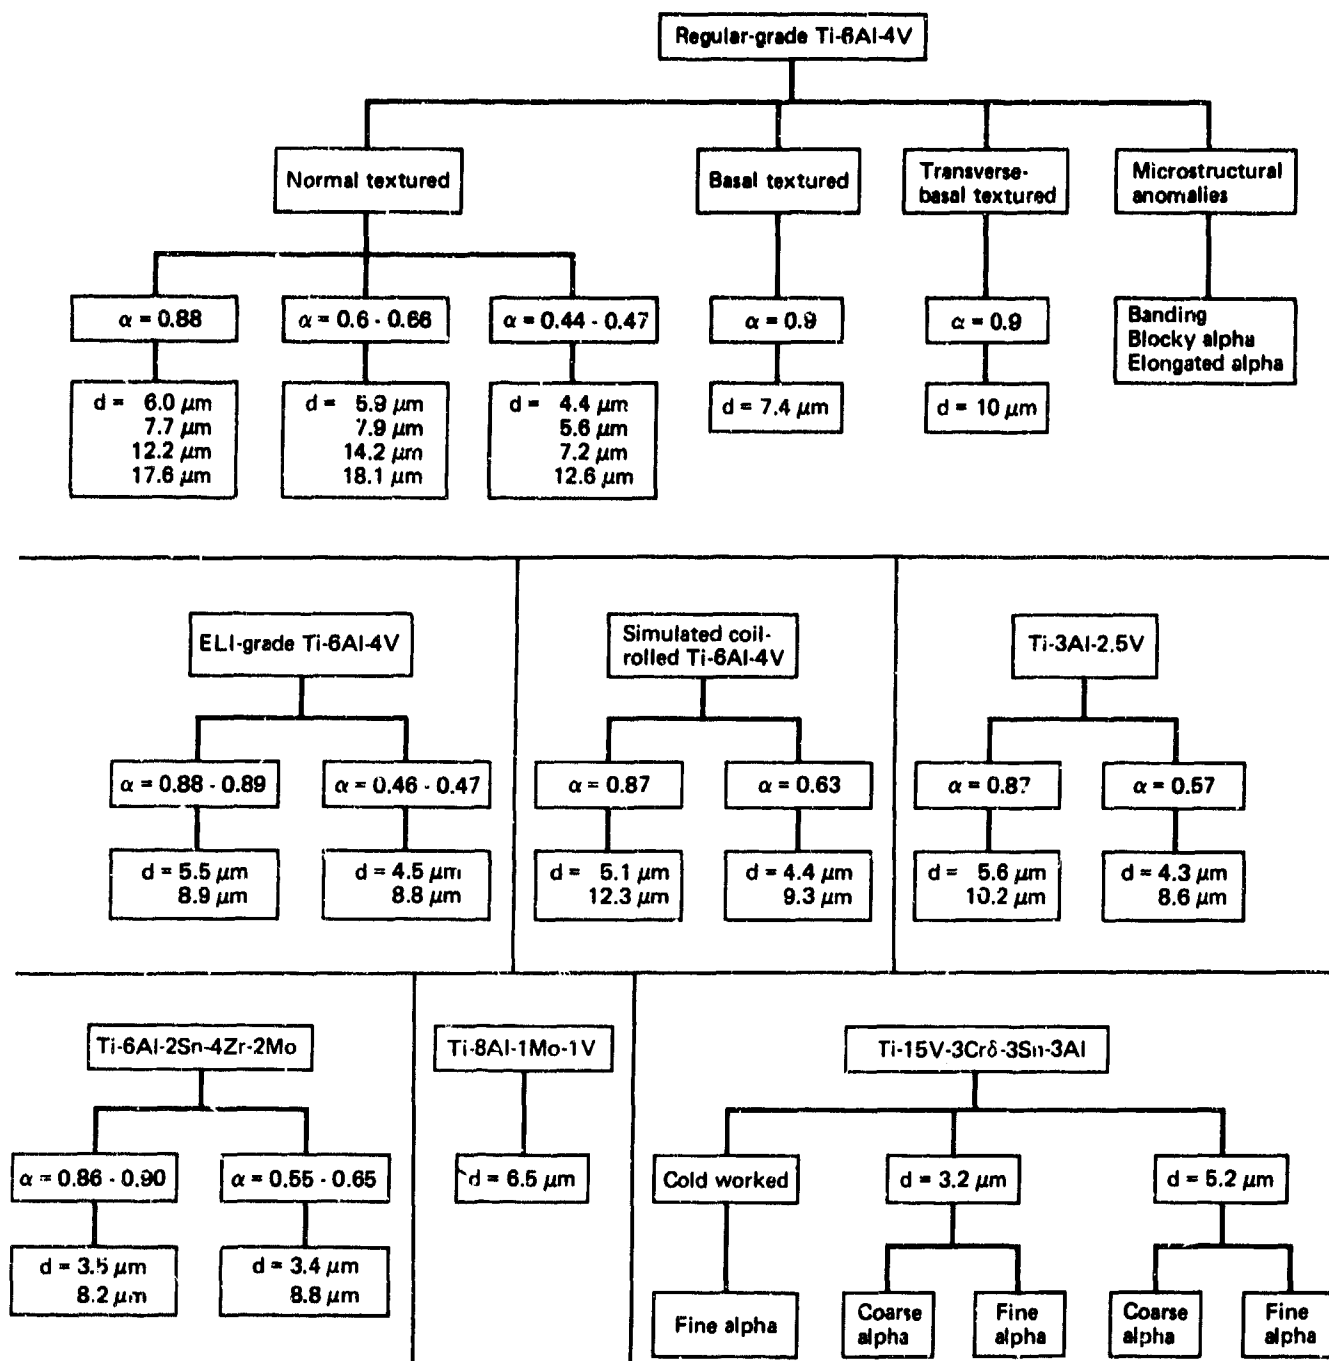 Regular-grade Ti-6Al-4V
Normal textured
Basal textured
Transverse-
basal textured
Microstructural
anomalies
α = 0.88
α = 0.6 - 0.66
α = 0.44 - 0.47
α = 0.9
α = 0.9
Banding
Blocky alpha
Elongated alpha
d = 6.0 μm
7.7 μm
12.2 μm
17.6 μm
d = 5.9 μm
7.9 μm
14.2 μm
18.1 μm
d = 4.4 μm
5.6 μm
7.2 μm
12.6 μm
d = 7.4 μm
d = 10 μm
ELI-grade Ti-6Al-4V
α = 0.88 - 0.89
α = 0.46 - 0.47
d = 5.5 μm
8.9 μm
d = 4.5 μm
8.8 μm
Simulated coil-
rolled Ti-6Al-4V
α = 0.87
α = 0.63
d = 5.1 μm
12.3 μm
d = 4.4 μm
9.3 μm
Ti-3Al-2.5V
α = 0.87
α = 0.57
d = 5.6 μm
10.2 μm
d = 4.3 μm
8.6 μm
Ti-6Al-2Sn-4Zr-2Mo
α = 0.86 - 0.90
α = 0.55 - 0.65
d = 3.5 μm
8.2 μm
d = 3.4 μm
8.8 μm
Ti-8Al-1Mo-1V
d = 6.5 μm
Ti-15V-3Crδ-3Sn-3Al
Cold worked
d = 3.2 μm
d = 5.2 μm
Fine alpha
Coarse
alpha
Fine
alpha
Coarse
alpha
Fine
alpha